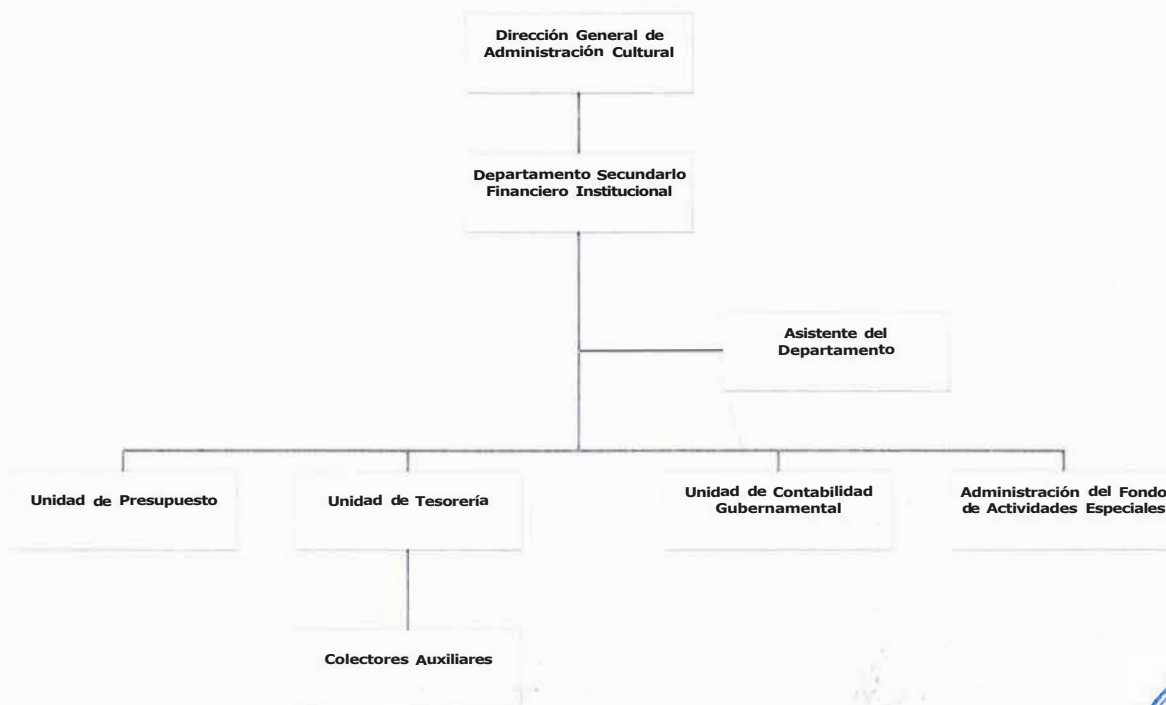 Dirección General de
Administración Cultural
Departamento Secundarlo
Financiero Institucional
Asistente del
Departamento
Unidad de Presupuesto
Unidad de Tesorería
Unidad de Contabilidad
Gubernamental
Administración del Fondo
de Actividades Especiales
Colectores Auxiliares